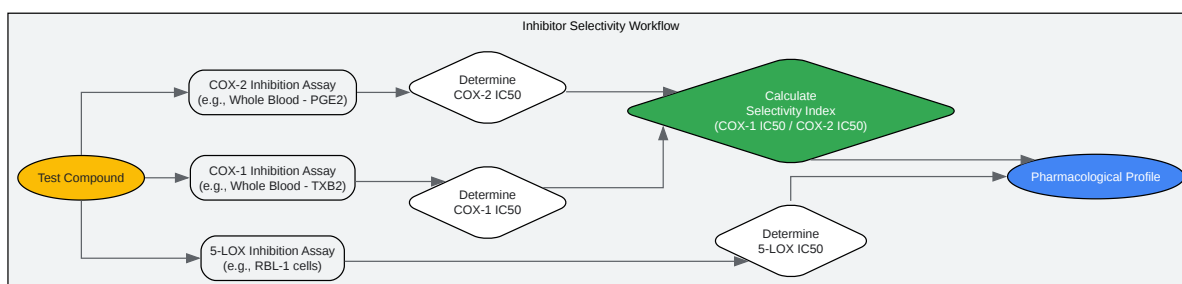 Inhibitor Selectivity Workflow
COX-2 Inhibition Assay
(e.g., Whole Blood - PGE2)
Determine
COX-2 IC50
Calculate
Selectivity Index
(COX-1 IC50 / COX-2 IC50)
Test Compound
COX-1 Inhibition Assay
(e.g., Whole Blood - TXB2)
Determine
COX-1 IC50
Pharmacological Profile
5-LOX Inhibition Assay
(e.g., RBL-1 cells)
Determine
5-LOX IC50